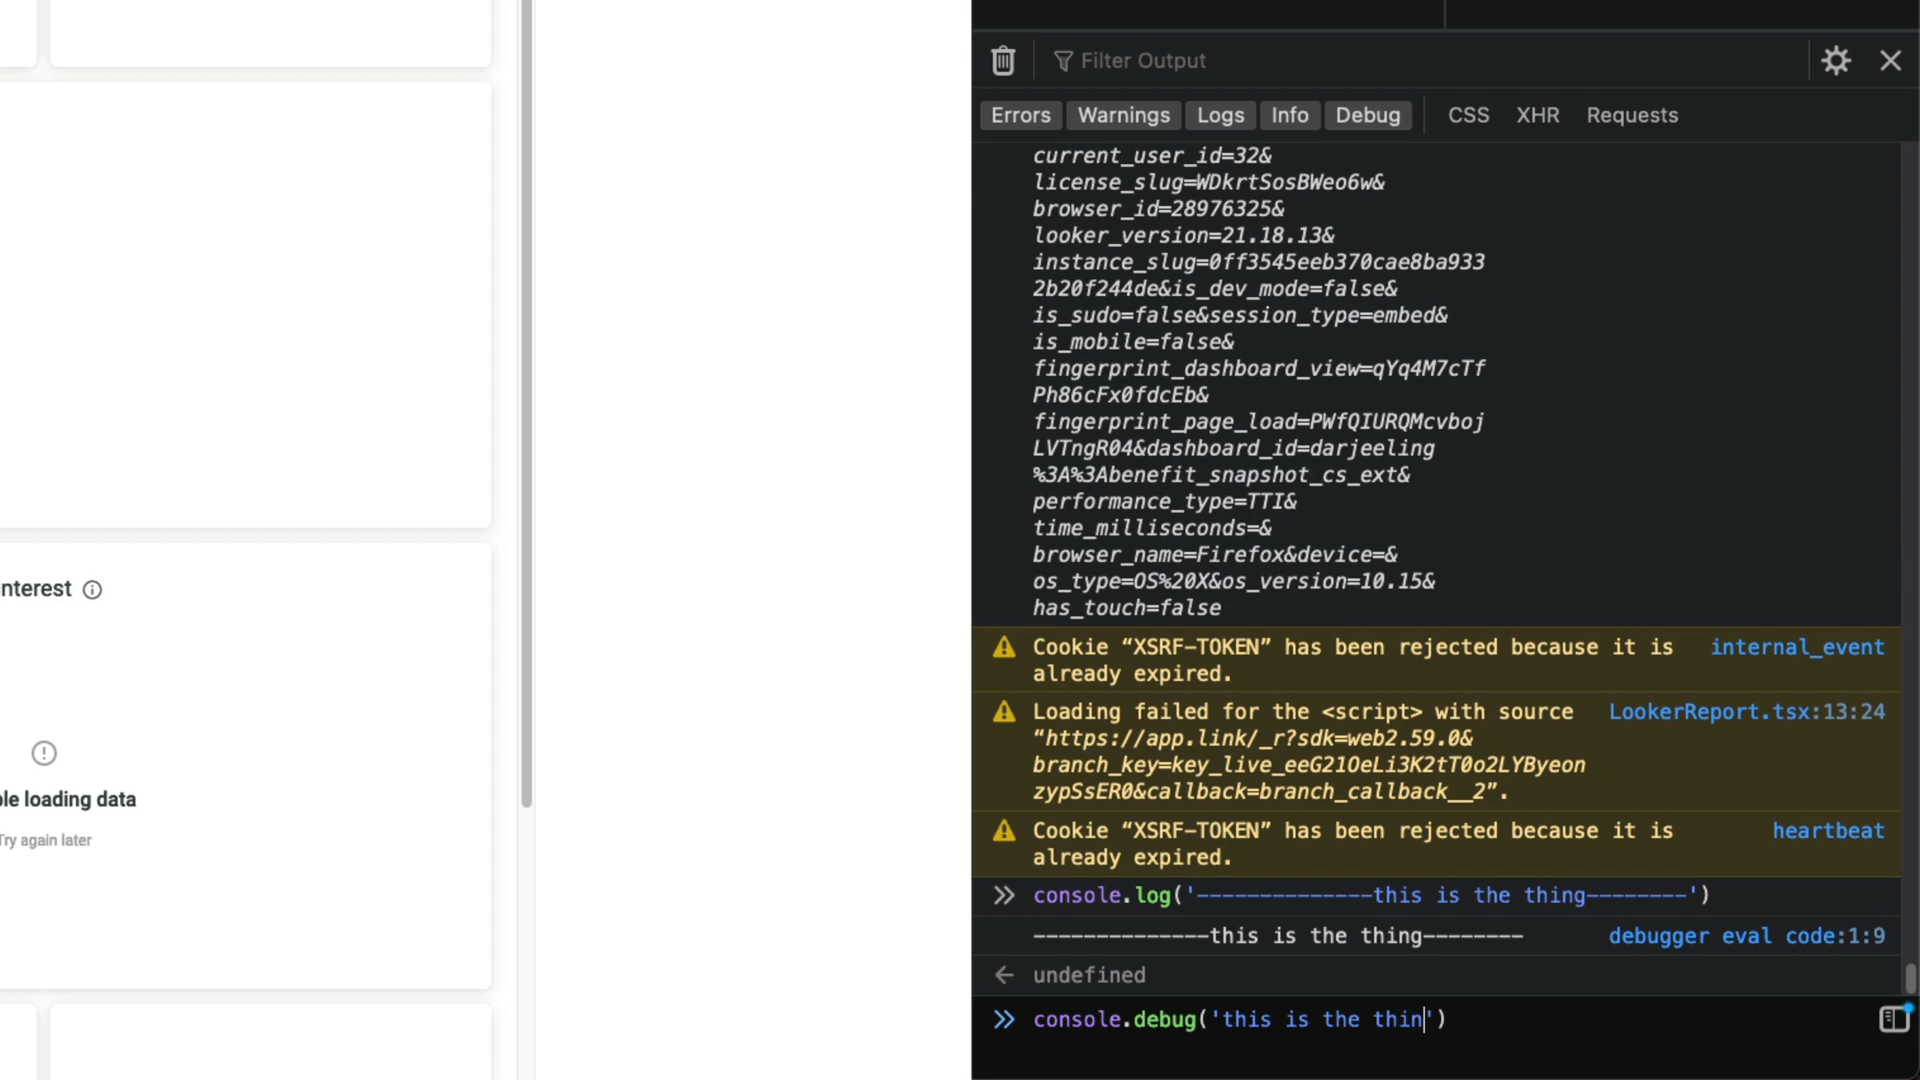 nterest
le loading data
Try again later
Filter Output
Errors Warnings Logs Info Debug CSS XHR Requests
current_user_id=32&
license_slug=WDkrtSosBWeo6w&
browser_id=28976325&
looker_version=21.18.13&
instance_slug=0ff3545eeb370cae8ba933
2b20f244de&is_dev_mode=false&
is_sudo=false&session_type=embed&
is_mobile=false&
fingerprint_dashboard_view=qYq4M7cTf
Ph86cFx0fdcEb&
fingerprint_page_load=PWfQIURQMcvboj
LVTngR04&dashboard_id=darjeeling
%3A%3Abenefit_snapshot_cs_ext&
performance_type=TTI&
time_milliseconds=&
browser_name=Firefox&device=&
os_type=OS%20X&os_version=10.15&
has_touch=false
Cookie “XSRF-TOKEN” has been rejected because it is internal_event
already expired.
Loading failed for the <script> with source LookerReport.tsx:13:24
“https://app.link/_r?sdk=web2.59.0&
branch_key=key_live_eeG21OeLi3K2tT0o2LYByeon
zypSsER0&callback=branch_callback__2”.
Cookie “XSRF-TOKEN” has been rejected because it is heartbeat
already expired.
console.log('--------------this is the thing--------')
--------------this is the thing-------- debugger eval code:1:9
undefined
console.debug('this is the thin')